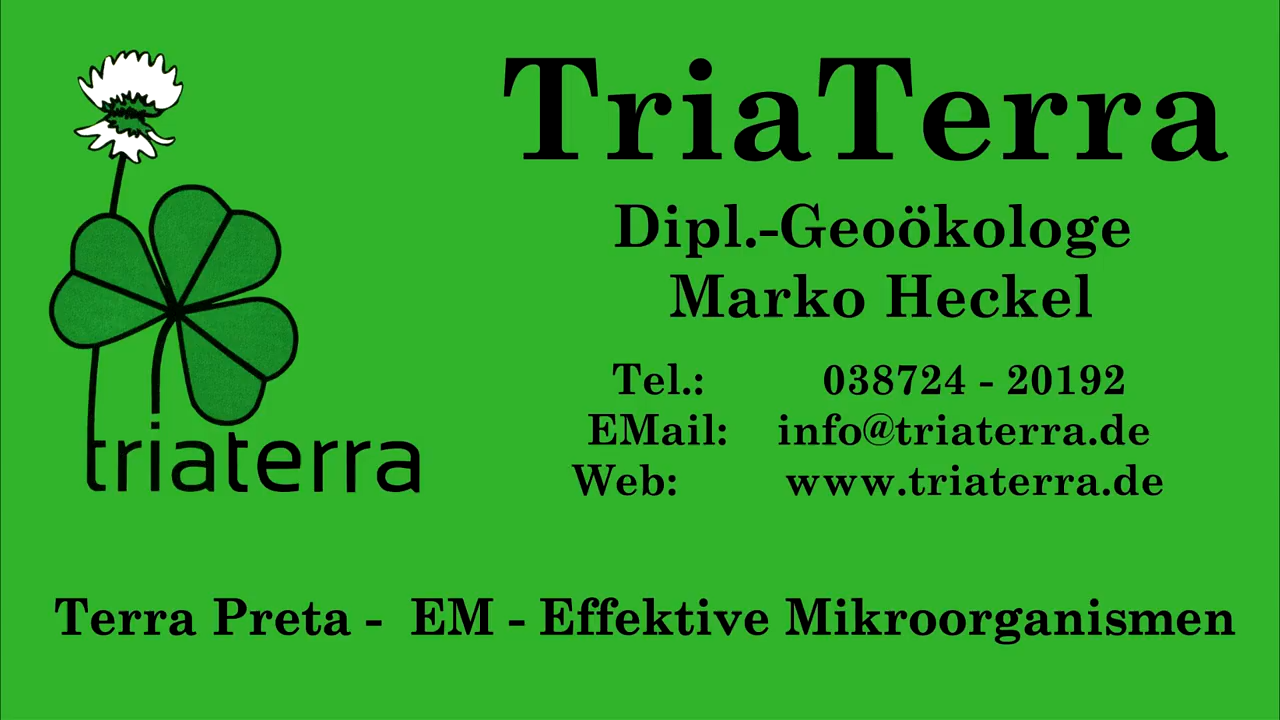 TriaTerra
Dipl.-Geoökologe
Marko Heckel
Tel.: 038724 - 20192
EMail: info@triaterra.de
Web: www.triaterra.de
triaterra
Terra Preta - EM - Effektive Mikroorganismen